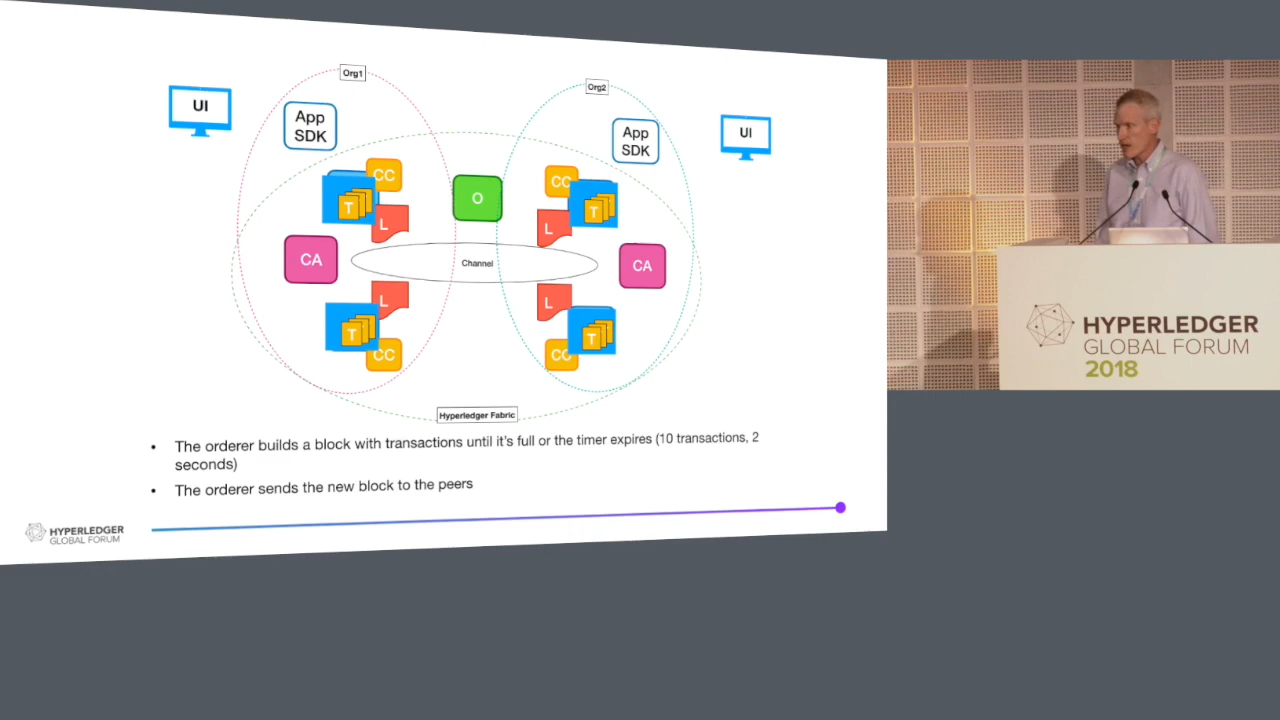 Org1
Org2
UI
App
SDK
App
SDK
UI
CC
T
L
O
CC
T
L
CA
Channel
CA
L
T
CC
L
T
CC
Hyperledger Fabric
• The orderer builds a block with transactions until it's full or the timer expires (10 transactions, 2
seconds)
• The orderer sends the new block to the peers
HYPERLEDGER
GLOBAL FORUM
HYPERLEDGER
GLOBAL FORUM
2018